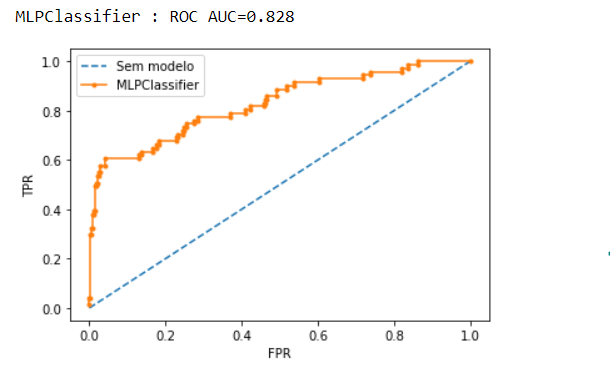 MLPClassifier : ROC AUC=0.828
Sem modelo
MLPClassifier
1.0
0.8
0.6
0.4
0.2
0.0
TPR
0.0 0.2 0.4 0.6 0.8 1.0
FPR